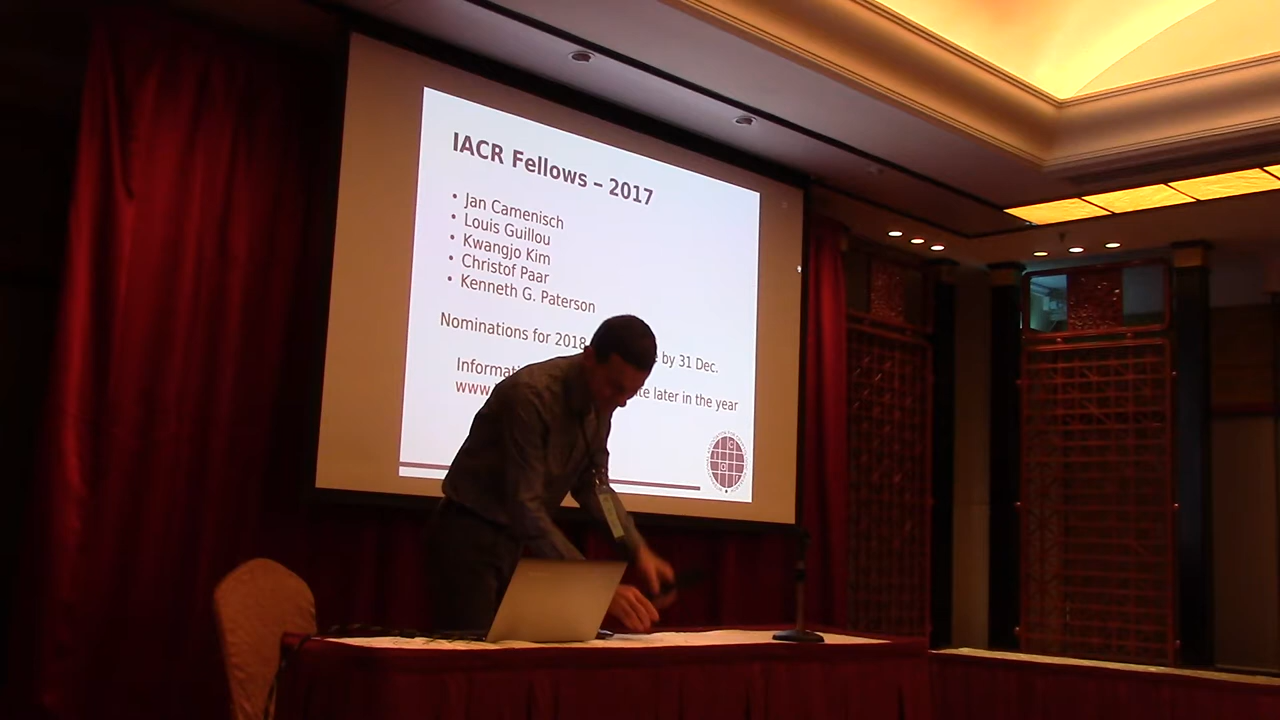 IACR Fellows – 2017
• Jan Camenisch
• Louis Guillou
• Kwangjo Kim
• Christof Paar
• Kenneth G. Paterson
Nominations for 2018 by 31 Dec.
later in the year
www.